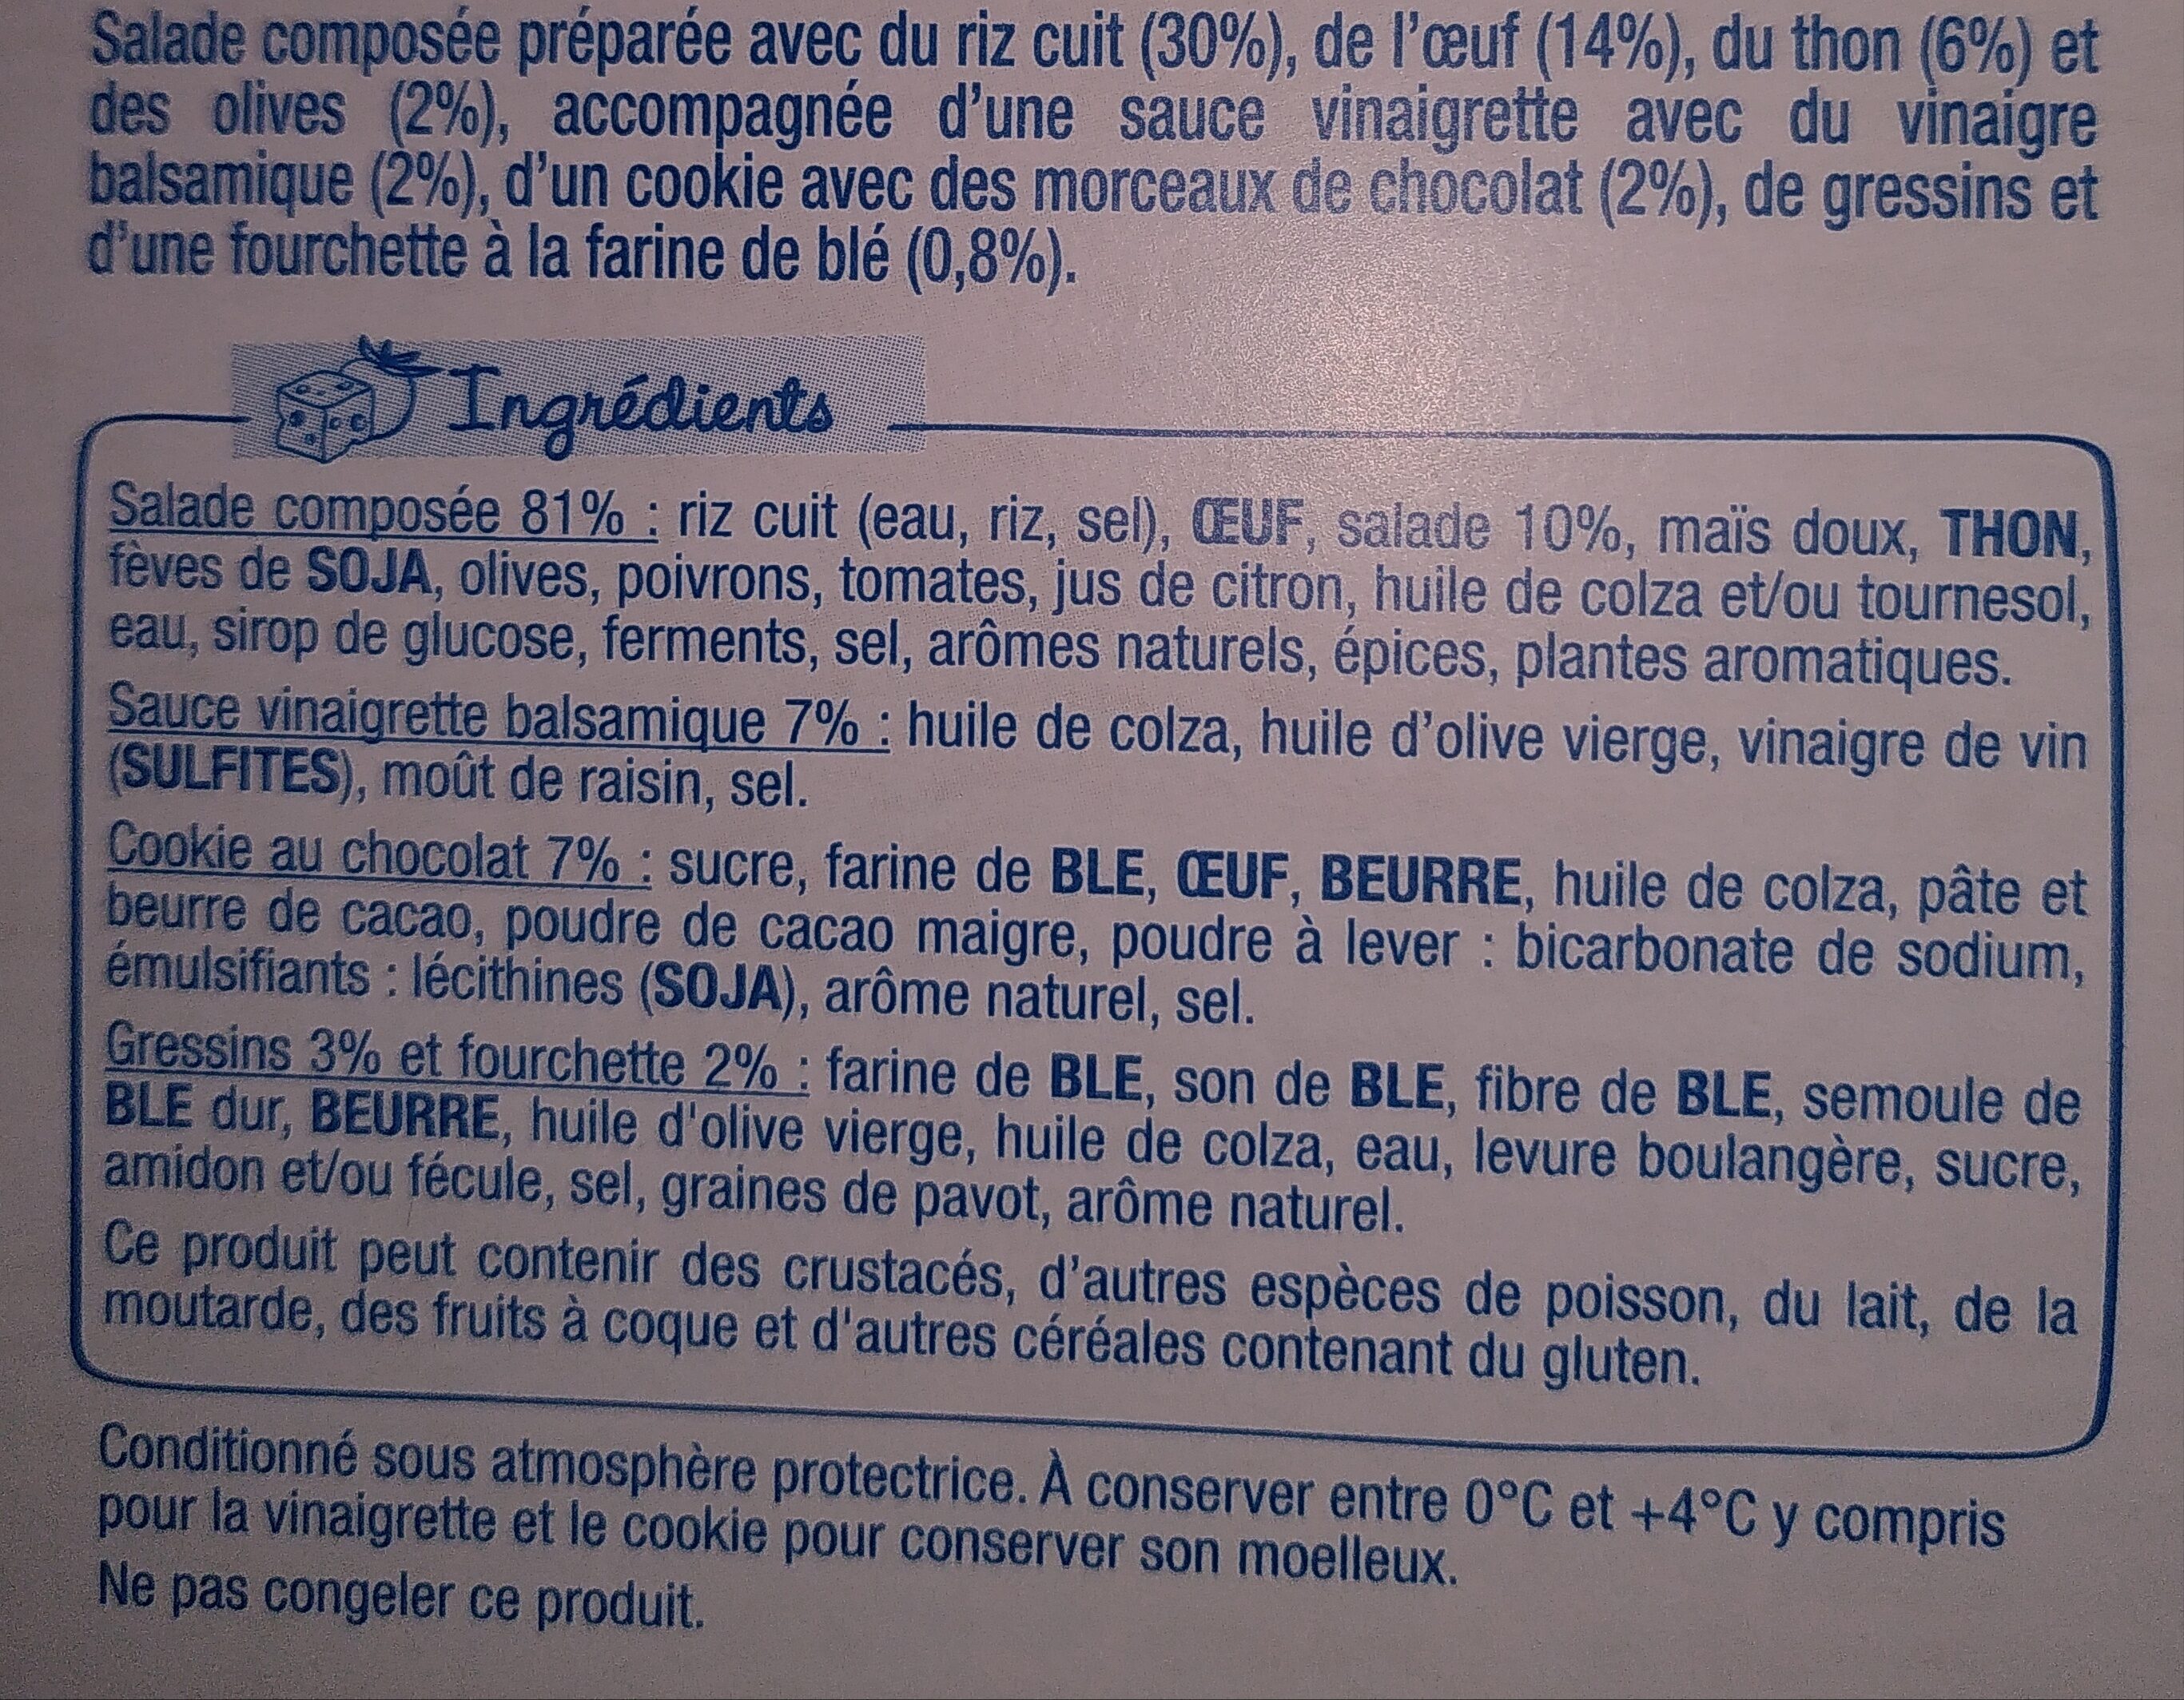 Salade composée préparée avec du riz cuit (30%), de l'œuf (14%), du thon (6%) et
des olives (2%), accompagnée d'une sauce vinaigrette avec du vinaigre
balsamique (2%), d'un cookie avec des morceaux de chocolat (2%), de gressins et
d'une fourchette à la farine de blé (0,8%).
Ingrédients
Salade composée 81% : riz cuit (eau, riz, sel), ŒUF, salade 10%, maïs doux, THON,
fèves de SOJA, olives, poivrons, tomates, jus de citron, huile de colza et/ou tournesol,
eau, sirop de glucose, ferments, sel, arômes naturels, épices, plantes aromatiques.
Sauce vinaigrette balsamique 7% : huile de colza, huile d'olive vierge, vinaigre de vin
(SULFITES), moût de raisin, sel.
Cookie au chocolat 7% : sucre, farine de BLE, ŒUF, BEURRE, huile de colza, pâte et
beurre de cacao, poudre de cacao maigre, poudre à lever : bicarbonate de sodium,
émulsifiants : lécithines (SOJA), arôme naturel, sel.
Gressins 3% et fourchette 2% : farine de BLE, son de BLE, fibre de BLE, semoule de
BLE dur, BEURRE, huile d'olive vierge, huile de colza, eau, levure boulangère, sucre,
amidon et/ou fécule, sel, graines de pavot, arôme naturel.
Ce produit peut contenir des crustacés, d'autres espèces de poisson, du lait, de la
moutarde, des fruits à coque et d'autres céréales contenant du gluten.
Conditionné sous atmosphère protectrice. À conserver entre 0°C et +4°C y compris
pour la vinaigrette et le cookie pour conserver son moelleux.
Ne pas congeler ce produit.